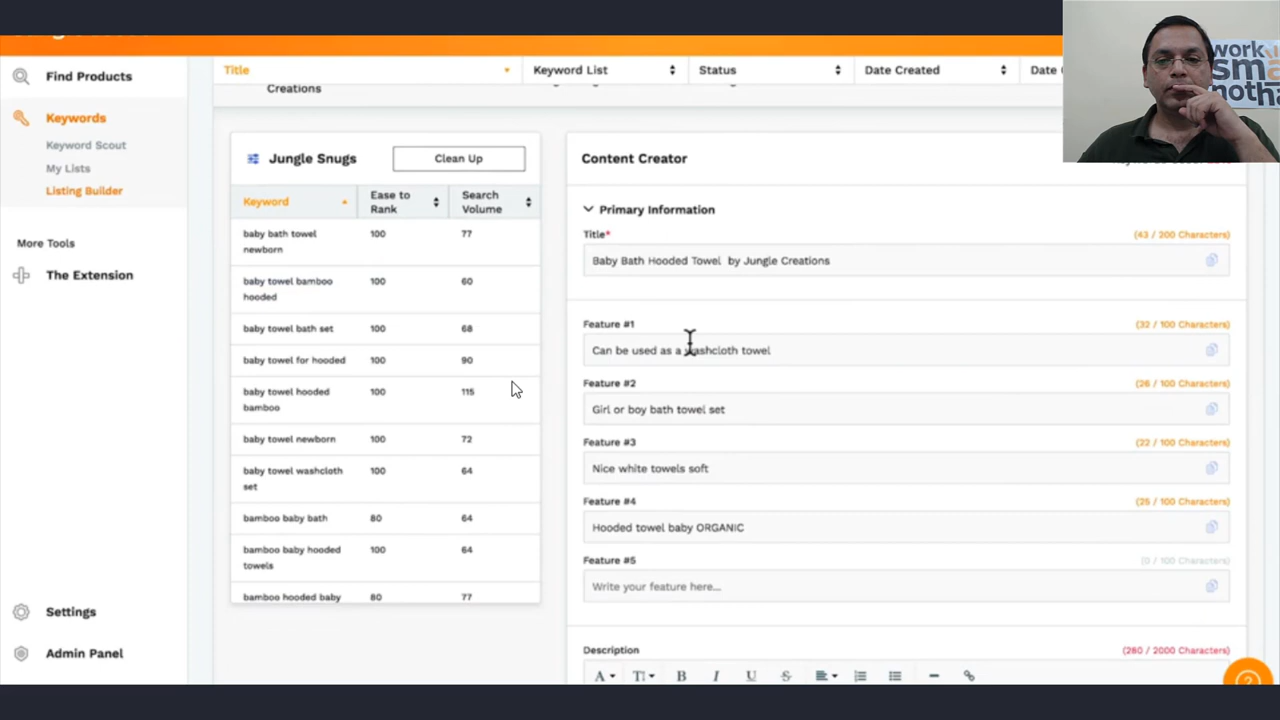 Find Products
Keywords
Keyword Scout
My Lists
Listing Builder
More Tools
The Extension
Settings
Admin Panel
Title
Keyword List
Status
Date Created
Date
Creations
Jungle Snugs
Clean Up
Keyword
Ease to
Rank
Search
Volume
baby bath towel
newborn
100
77
baby towel bamboo
hooded
100
60
baby towel bath set
100
68
baby towel for hooded
100
90
baby towel hooded
bamboo
100
115
baby towel newborn
100
72
baby towel washcloth
set
100
64
bamboo baby bath
80
64
bamboo baby hooded
towels
100
64
bamboo hooded baby
80
77
Content Creator
Primary Information
Title*
(43 / 200 Characters)
Baby Bath Hooded Towel by Jungle Creations
Feature #1
(32 / 100 Characters)
Can be used as a washcloth towel
Feature #2
(26 / 100 Characters)
Girl or boy bath towel set
Feature #3
(22 / 100 Characters)
Nice white towels soft
Feature #4
(25 / 100 Characters)
Hooded towel baby ORGANIC
Feature #5
(0 / 100 Characters)
Write your feature here...
Description
(280 / 2000 Characters)
work